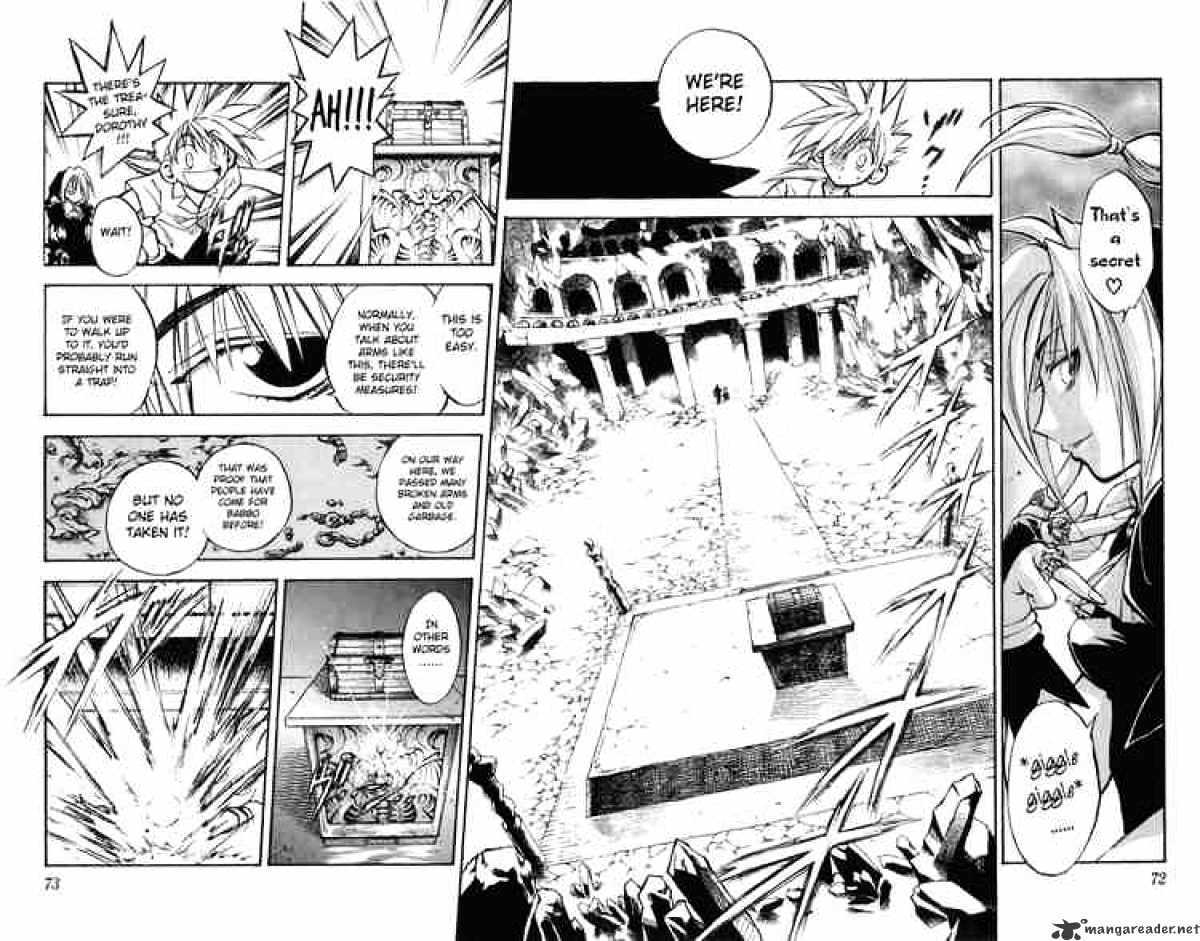 That's
a
secret
♡
*giggle
giggle*
......
WE'RE
HERE!
72
AH!!!
THERE'S
THE TREA-
SURE,
DOROTHY
!!!
WAIT!
THIS IS
TOO
EASY.
NORMALLY,
WHEN YOU
TALK ABOUT
ARMS LIKE
THIS, THERE'LL
BE SECURITY
MEASURES!
IF YOU WERE
TO WALK UP
TO IT, YOU'D
PROBABLY RUN
STRAIGHT INTO
A TRAP!
ON OUR WAY
HERE, WE
PASSED MANY
BROKEN ARMS
AND OLD
GARBAGE.
THAT WAS
PROOF THAT
PEOPLE HAVE
COME FOR
BABBO
BEFORE!
BUT NO
ONE HAS
TAKEN IT?
IN
OTHER
WORDS
......
73
mangareader.net